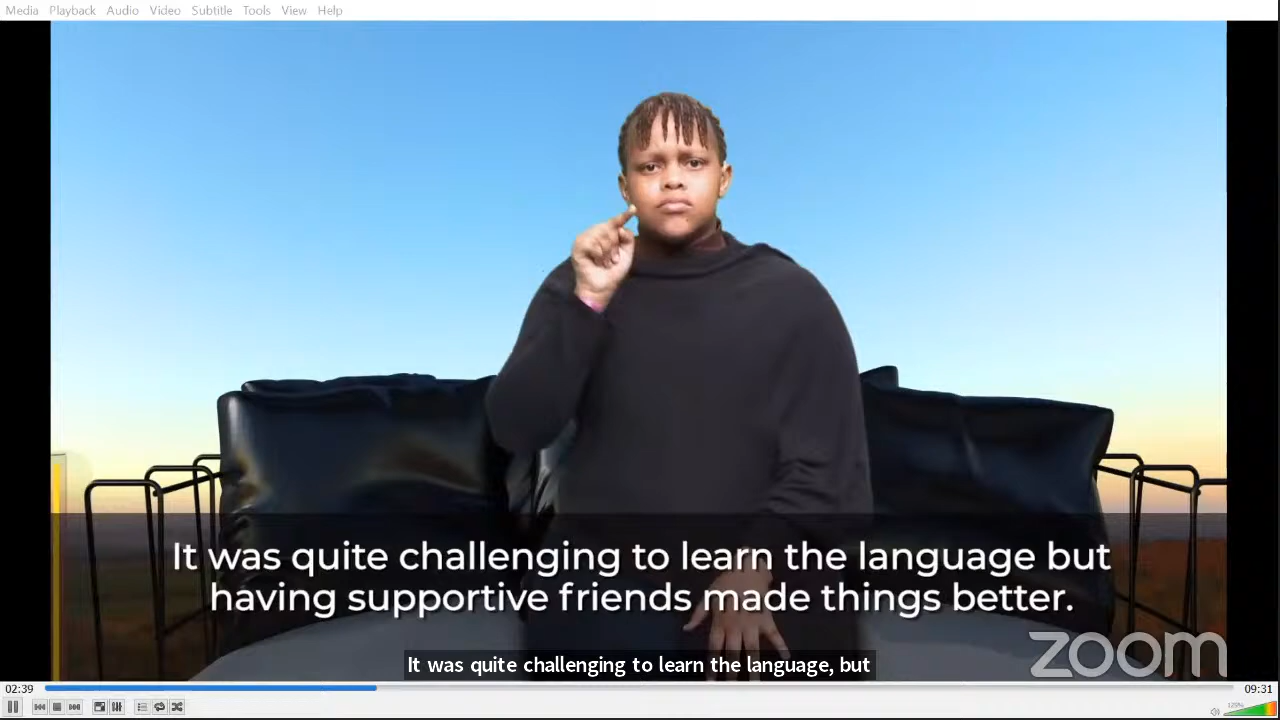 Media Playback Audio Video Subtitle Tools View Help
It was quite challenging to learn the language but
having supportive friends made things better.
zoom
It was quite challenging to learn the language, but
02:39
09:31
125%